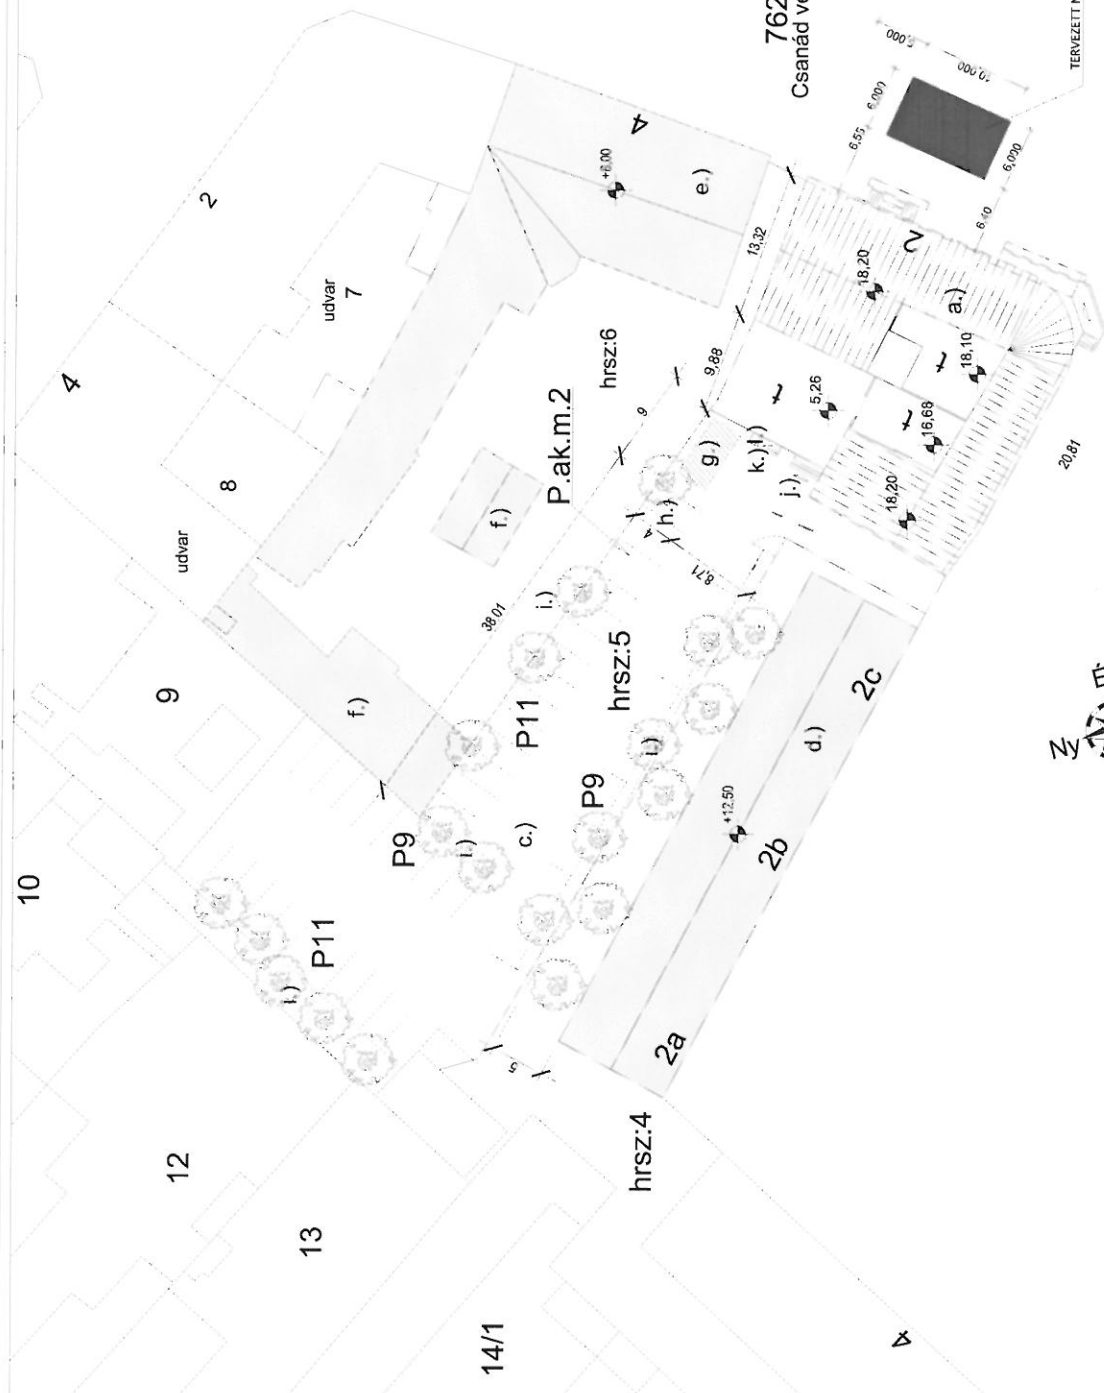 762
Csanád ve
TERVEZETT
5,000
10,000
6,000
6,55
6,000
6,40
2
4
udvar
7
8
udvar
9
10
12
13
14/1
4
4
+6,00
e.)
13,32
9,88
9
hrsz:6
P.ak.m.2
f.)
38,01
f.)
18,20
2
a.)
18,10
t
5,26
t
16,68
t
18,20
20,81
g.)
k.)
l.)
j.)
h.)
4
8,71
i.)
hrsz:5
P11
P9
i.)
c.)
P9
i.)
P11
i.)
2c
d.)
+12,50
2b
2a
5
hrsz:4
Ny